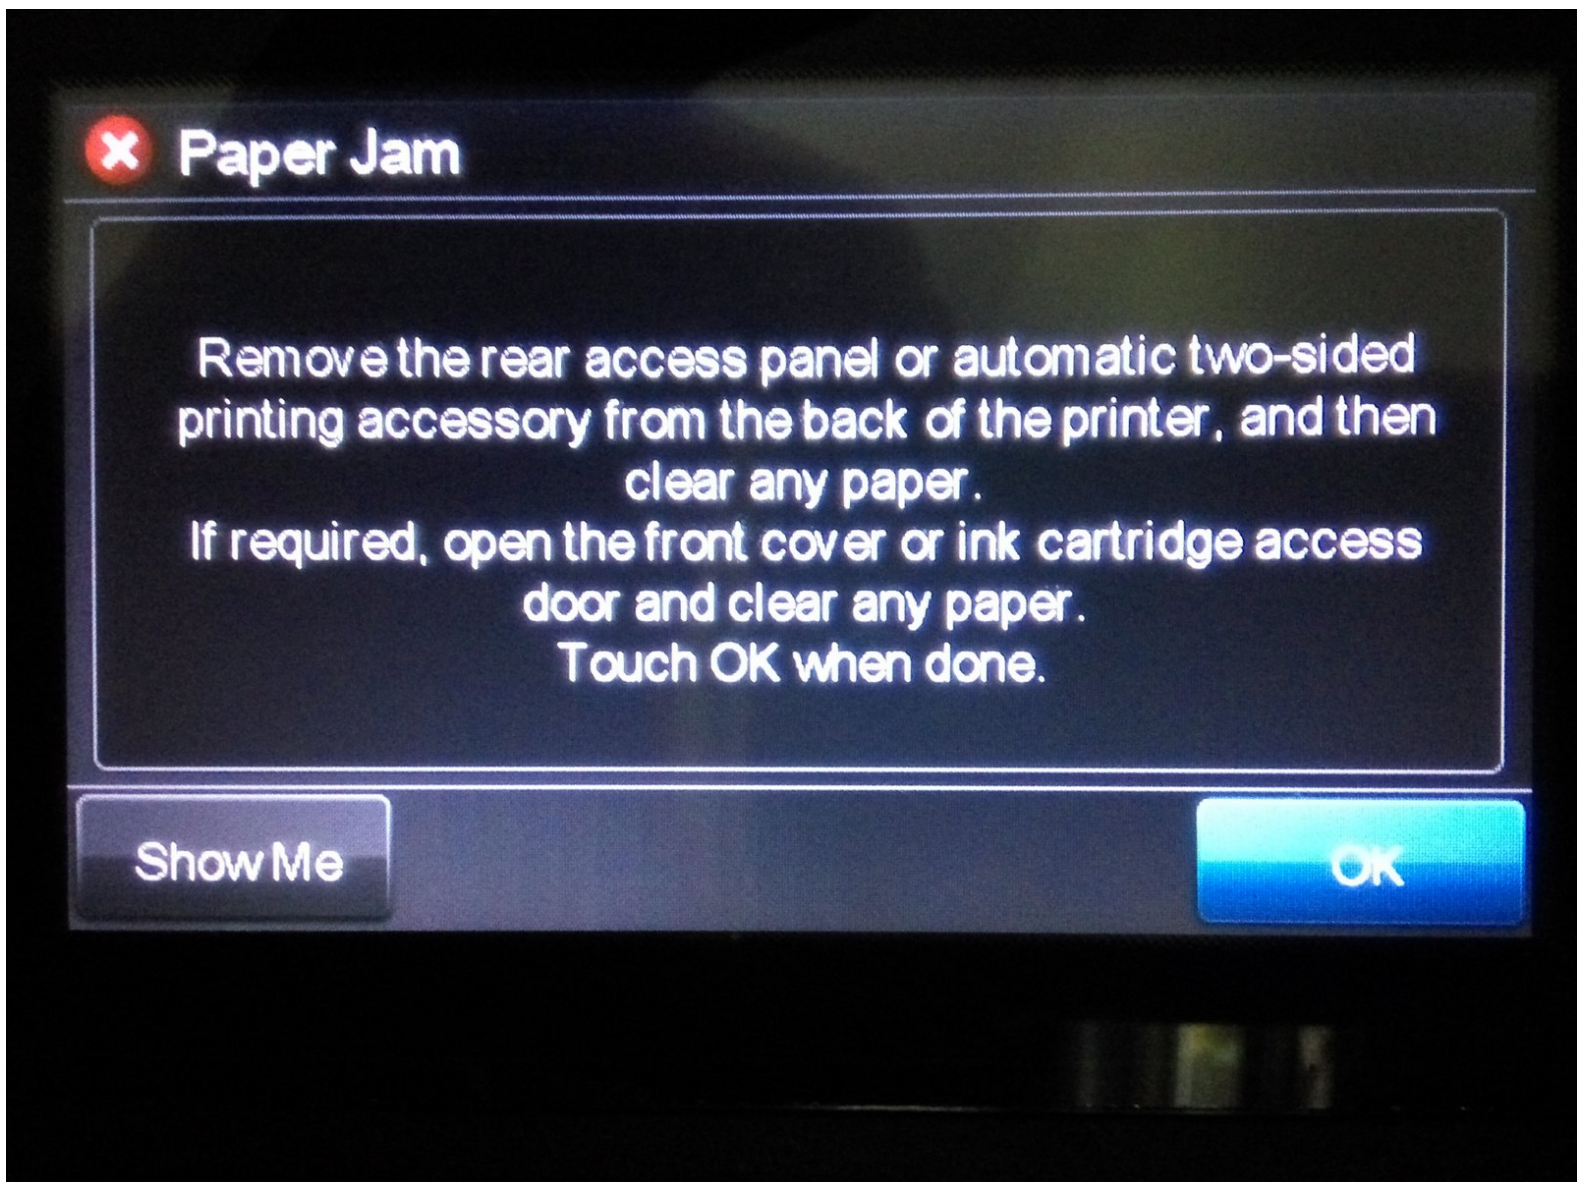 Paper Jam
Remove the rear access panel or automatic two-sided
printing accessory from the back of the printer, and then
clear any paper.
If required, open the front cover or ink cartridge access
door and clear any paper.
Touch OK when done.
Show Me
OK